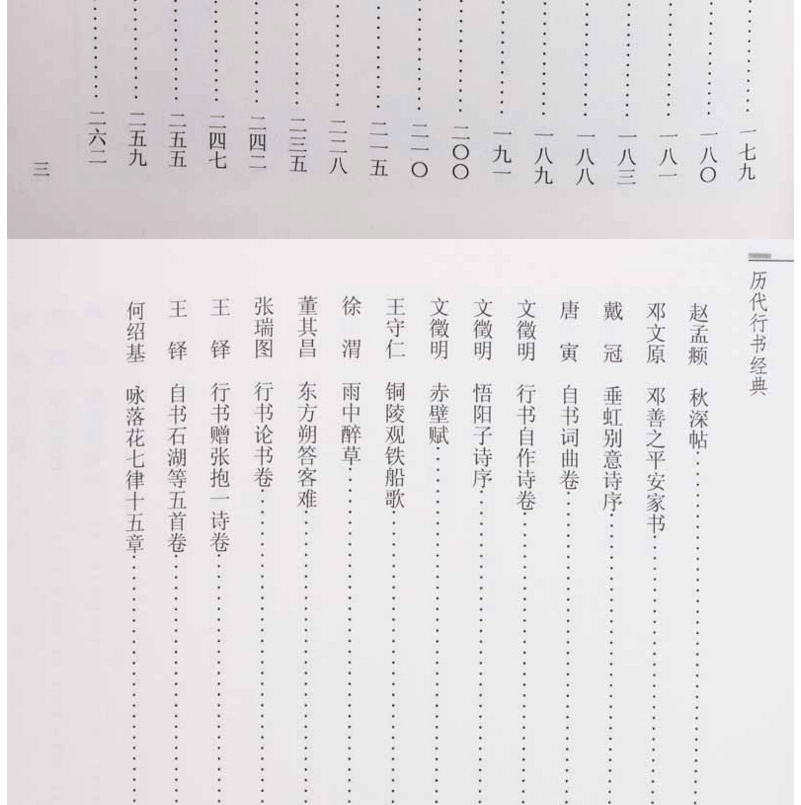 一七九
一八〇
一八一
一八三
一八八
一八九
一九一
二〇〇
二一〇
二一五
二二八
二三五
二四二
二四七
二五五
二五九
二六二
三
历代行书经典
赵孟𫖯 秋深帖
邓文原 邓善之平安家书
戴冠 垂虹别意诗序
唐寅 自书词曲卷
文徵明 行书自作诗卷
文徵明 悟阳子诗序
文徵明 赤壁赋
王守仁 铜陵观铁船歌
徐渭 雨中醉草
董其昌 东方朔答客难
张瑞图 行书论书卷
王铎 行书赠张抱一诗卷
王铎 自书石湖等五首卷
何绍基 咏落花七律十五章